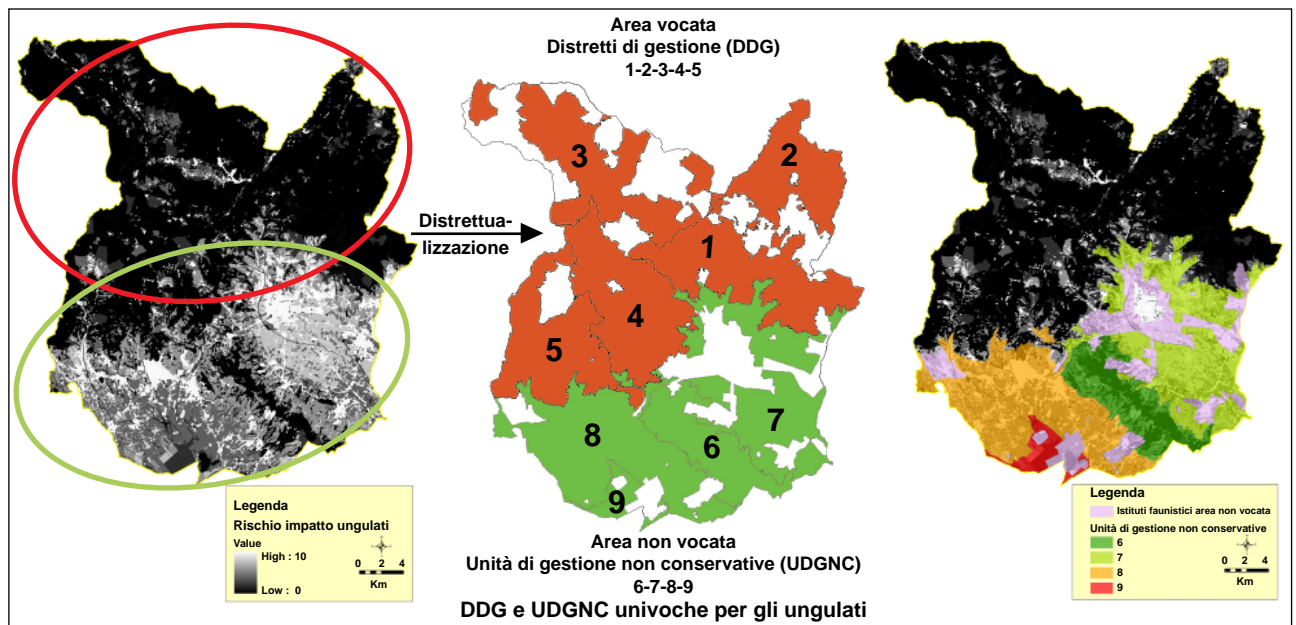 Area vocata
Distretti di gestione (DDG)
1-2-3-4-5
3
2
1
4
5
7
8
6
9
Distrettua-
lizzazione
Legenda
Rischio impatto ungulati
Value
High : 10
Low : 0
0 2 4
Km
Area non vocata
Unità di gestione non conservative (UDGNC)
6-7-8-9
DDG e UDGNC univoche per gli ungulati
Legenda
Istituti faunistici area non vocata
Unità di gestione non conservative
6
7
8
9
0 2 4
Km